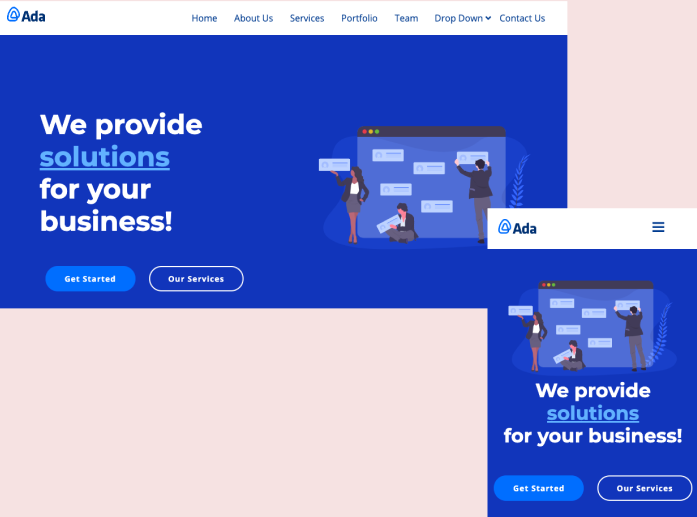 Ada
Home About Us Services Portfolio Team Drop Down Contact Us
We provide
solutions
for your
business!
Get Started Our Services
Ada
We provide
solutions
for your business!
Get Started Our Services